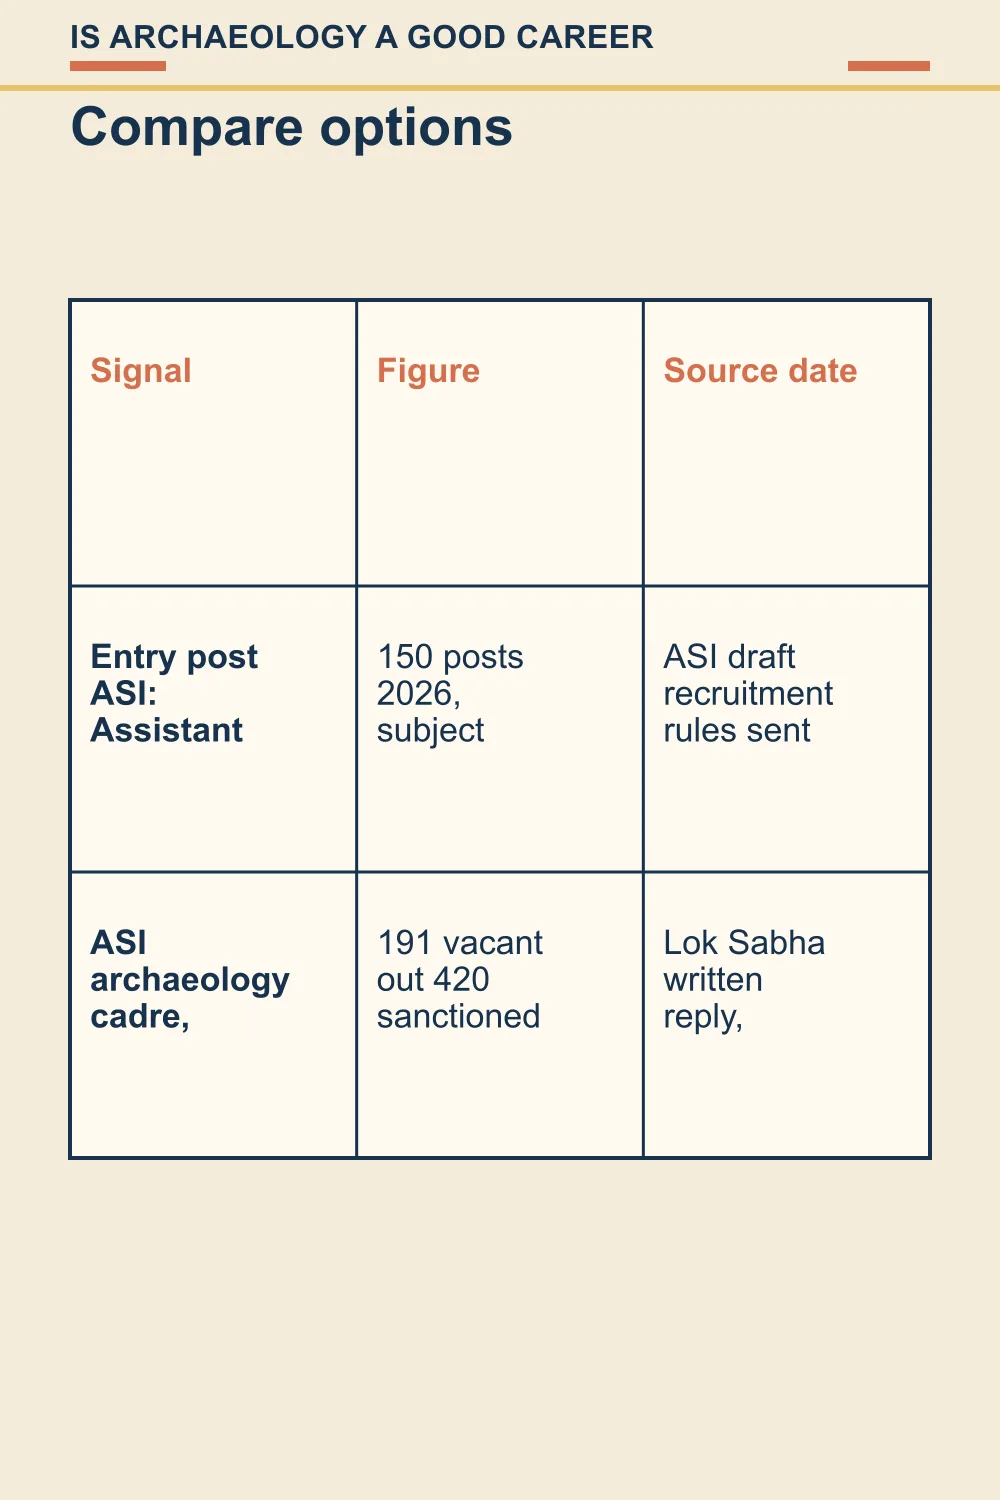 IS ARCHAEOLOGY A GOOD CAREER
Compare options
Signal
Figure
Source date
Entry post
ASI:
Assistant
150 posts
2026,
subject
ASI draft
recruitment
rules sent
ASI
archaeology
cadre,
191 vacant
out 420
sanctioned
Lok Sabha
written
reply,